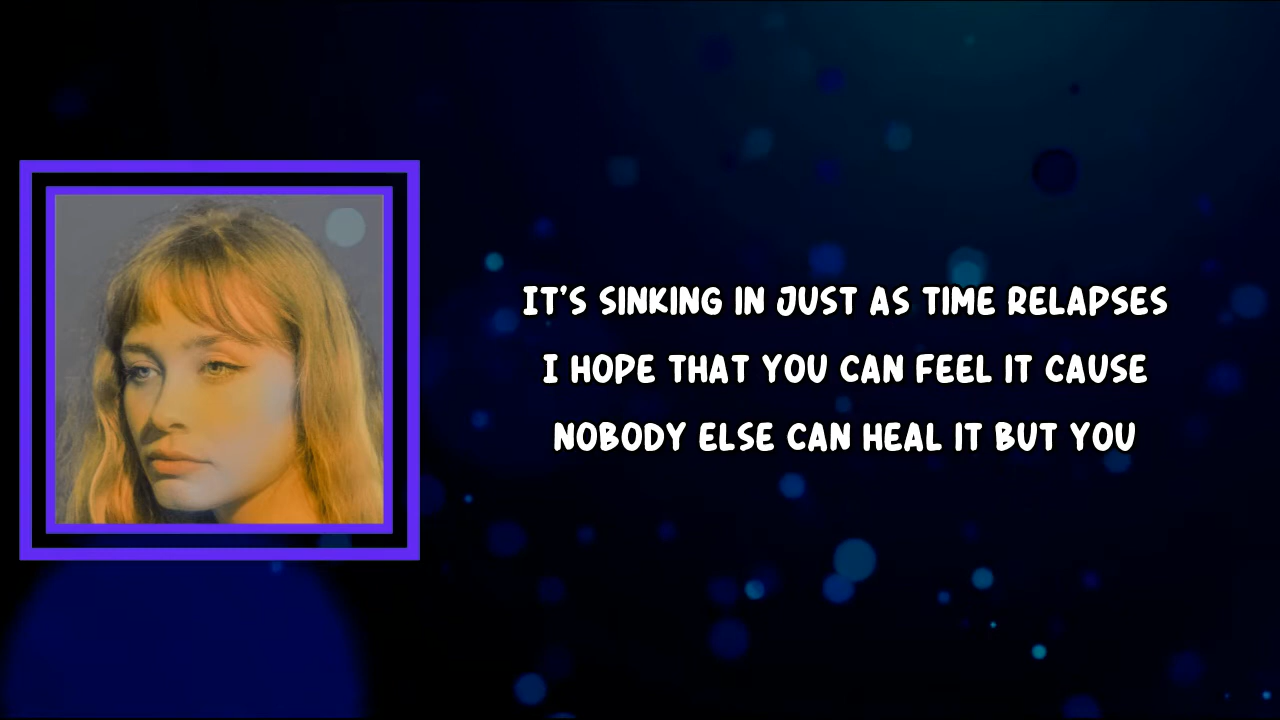 IT'S SINKING IN JUST AS TIME RELAPSES
I HOPE THAT YOU CAN FEEL IT CAUSE
NOBODY ELSE CAN HEAL IT BUT YOU